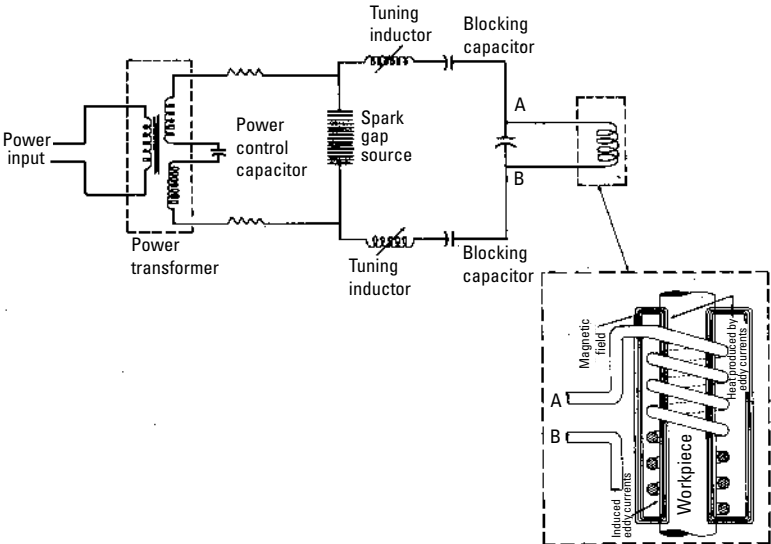 Tuning
inductor
Blocking
capacitor
A
Power
input
Power
control
capacitor
Spark
gap
source
B
Power
transformer
Tuning
inductor
Blocking
capacitor
Magnetic
field
Heat produced by
eddy currents
A
B
Workpiece
Induced
eddy currents